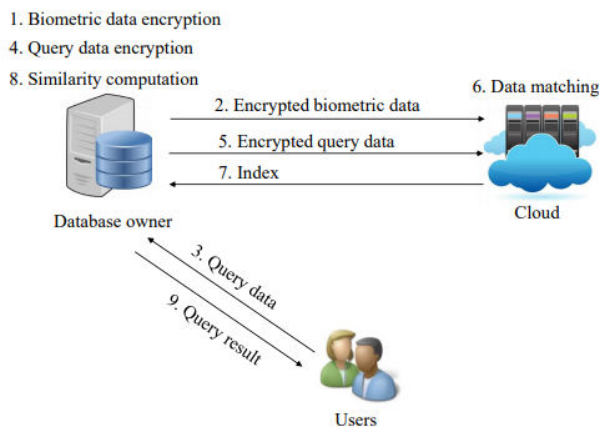 1. Biometric data encryption
4. Query data encryption
8. Similarity computation
6. Data matching
2. Encrypted biometric data
5. Encrypted query data
7. Index
Database owner
Cloud
3. Query data
9. Query result
Users